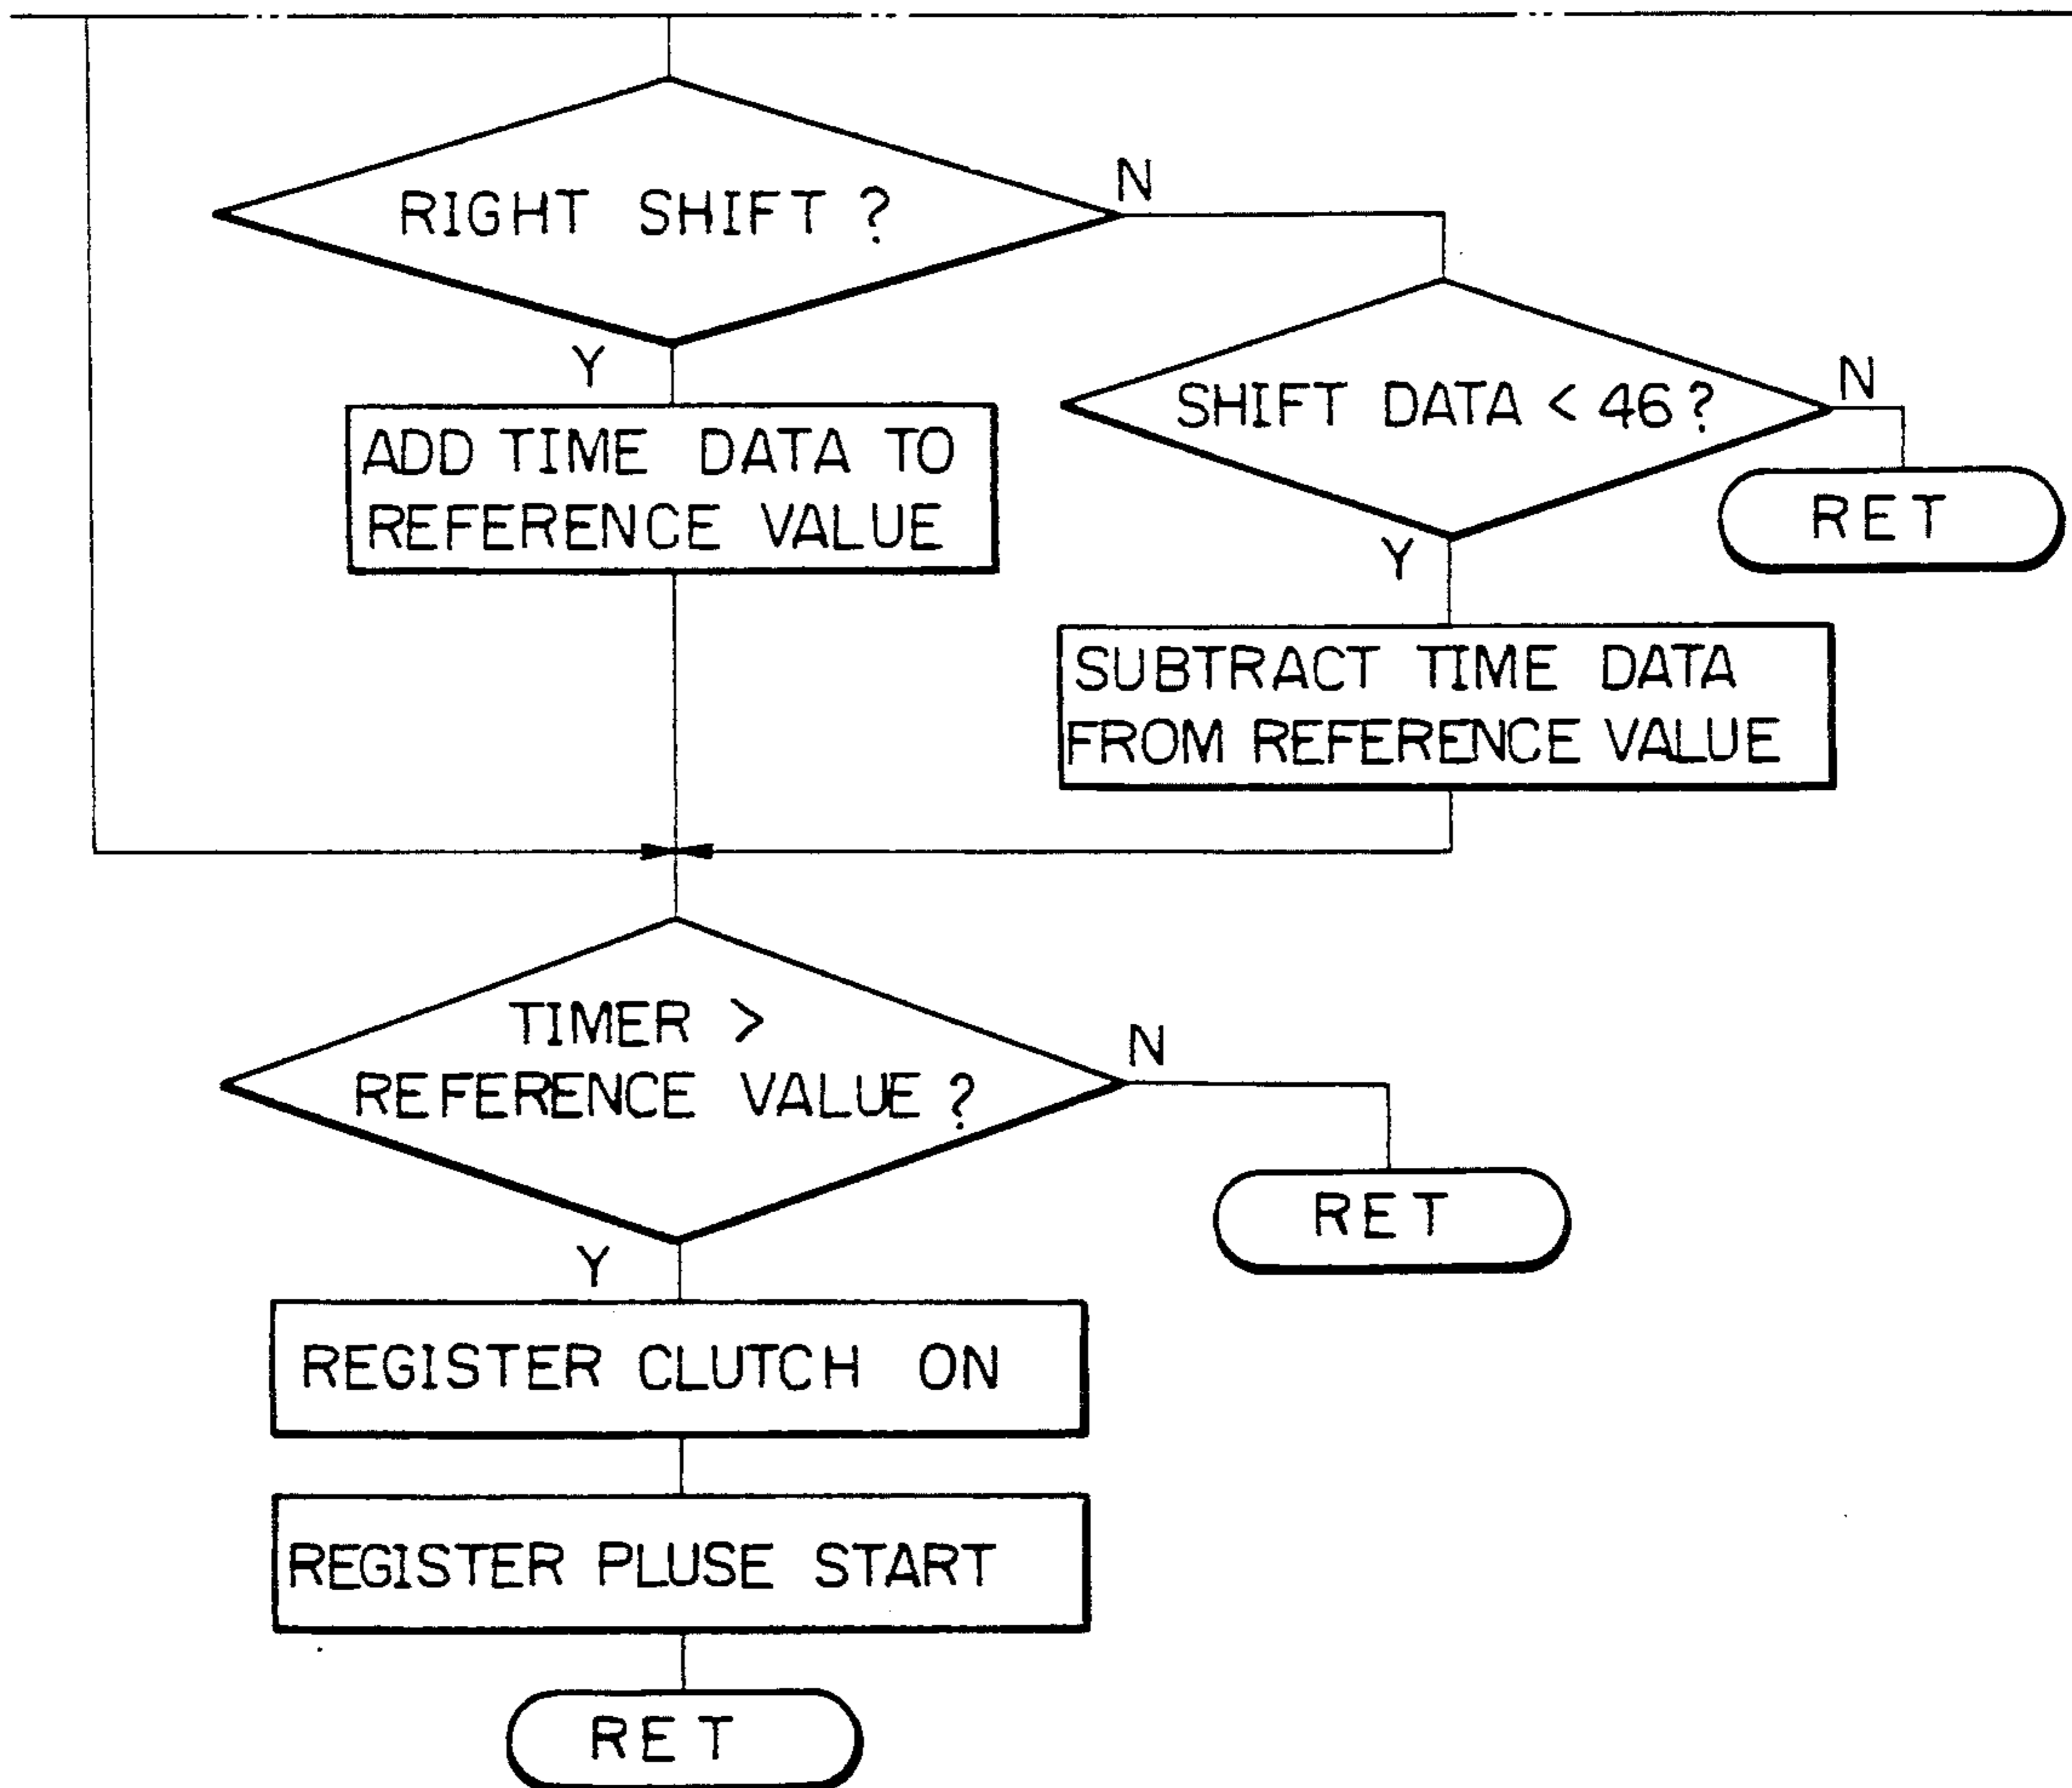 RIGHT SHIFT ?
N
Y
ADD TIME DATA TO
REFERENCE VALUE
SHIFT DATA < 46?
N
RET
Y
SUBTRACT TIME DATA
FROM REFERENCE VALUE
TIMER >
REFERENCE VALUE ?
N
RET
Y
REGISTER CLUTCH ON
REGISTER PLUSE START
RET